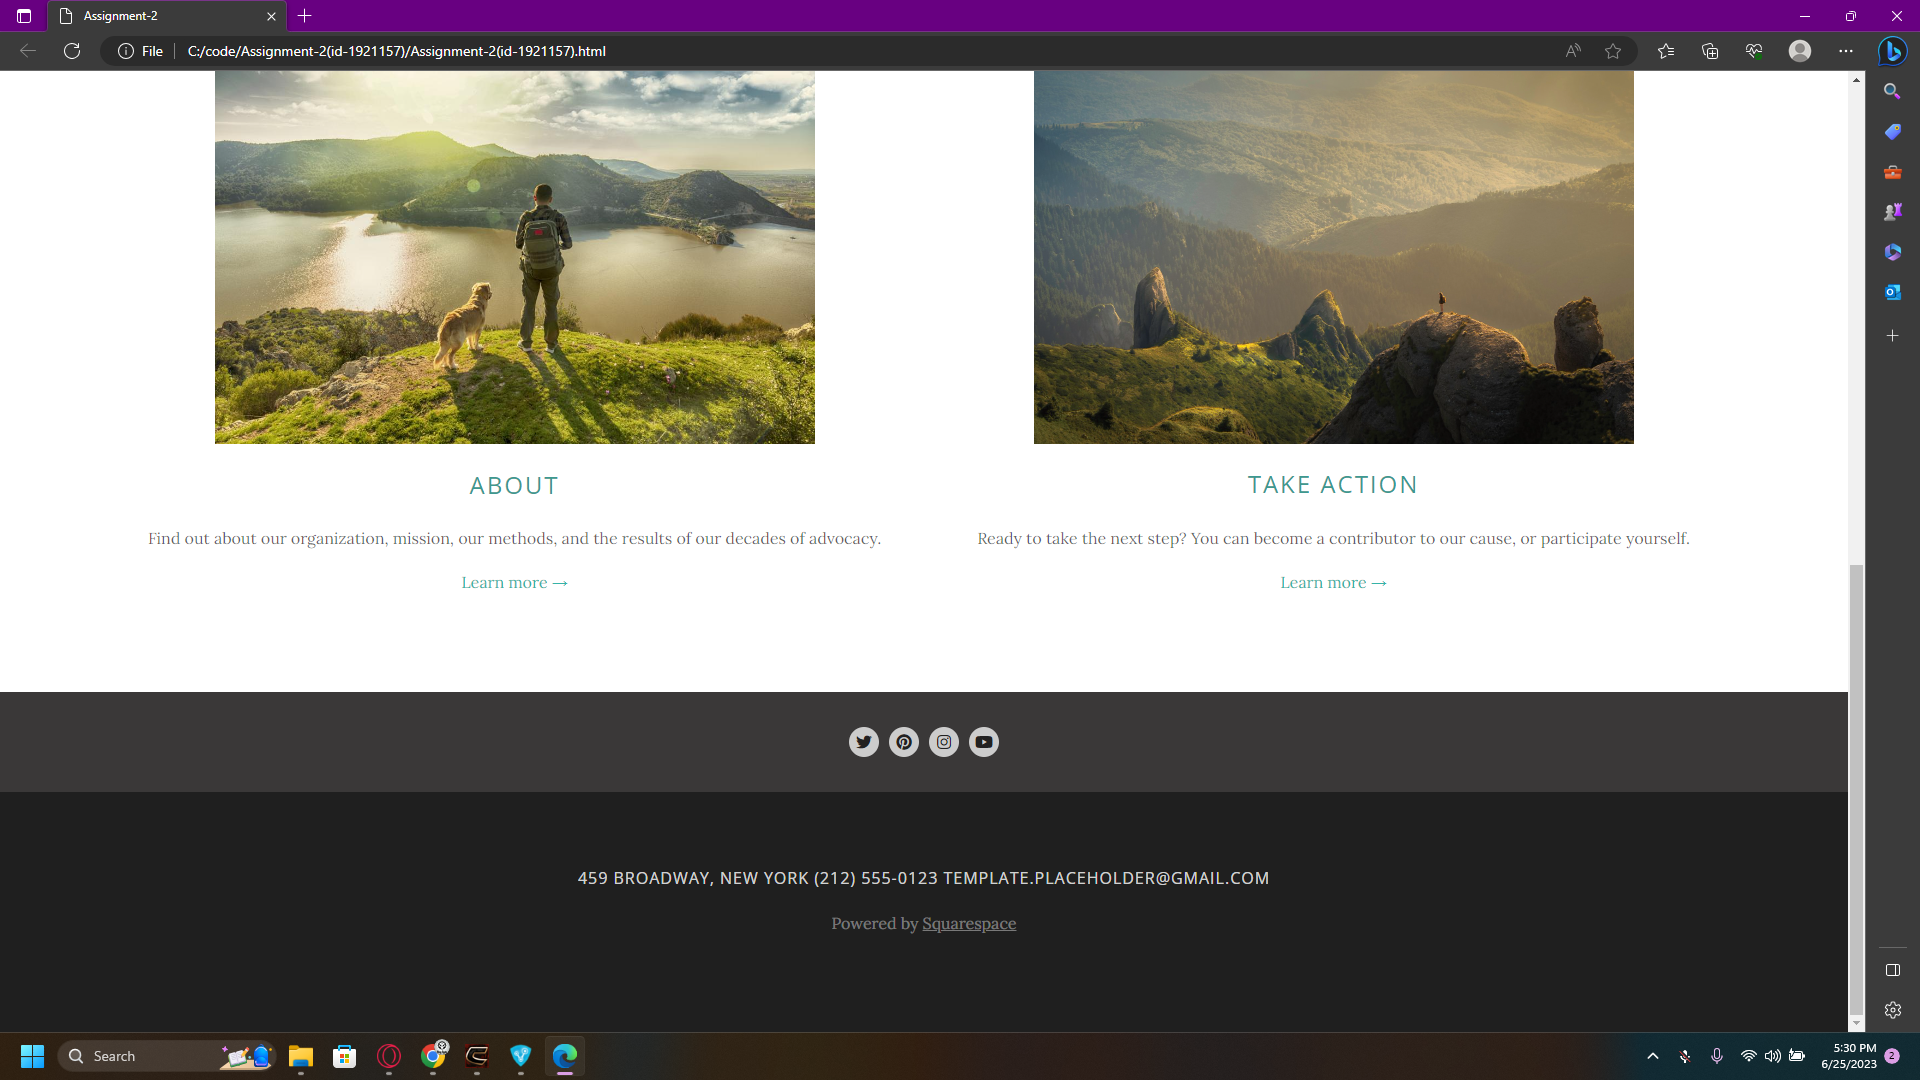 Assignment-2
File
C:/code/Assignment-2(id-1921157)/Assignment-2(id-1921157).html
ABOUT
Find out about our organization, mission, our methods, and the results of our decades of advocacy.
Learn more →
TAKE ACTION
Ready to take the next step? You can become a contributor to our cause, or participate yourself.
Learn more →
459 BROADWAY, NEW YORK (212) 555-0123 TEMPLATE.PLACEHOLDER@GMAIL.COM
Powered by Squarespace
Search
5:30 PM
6/25/2023
2